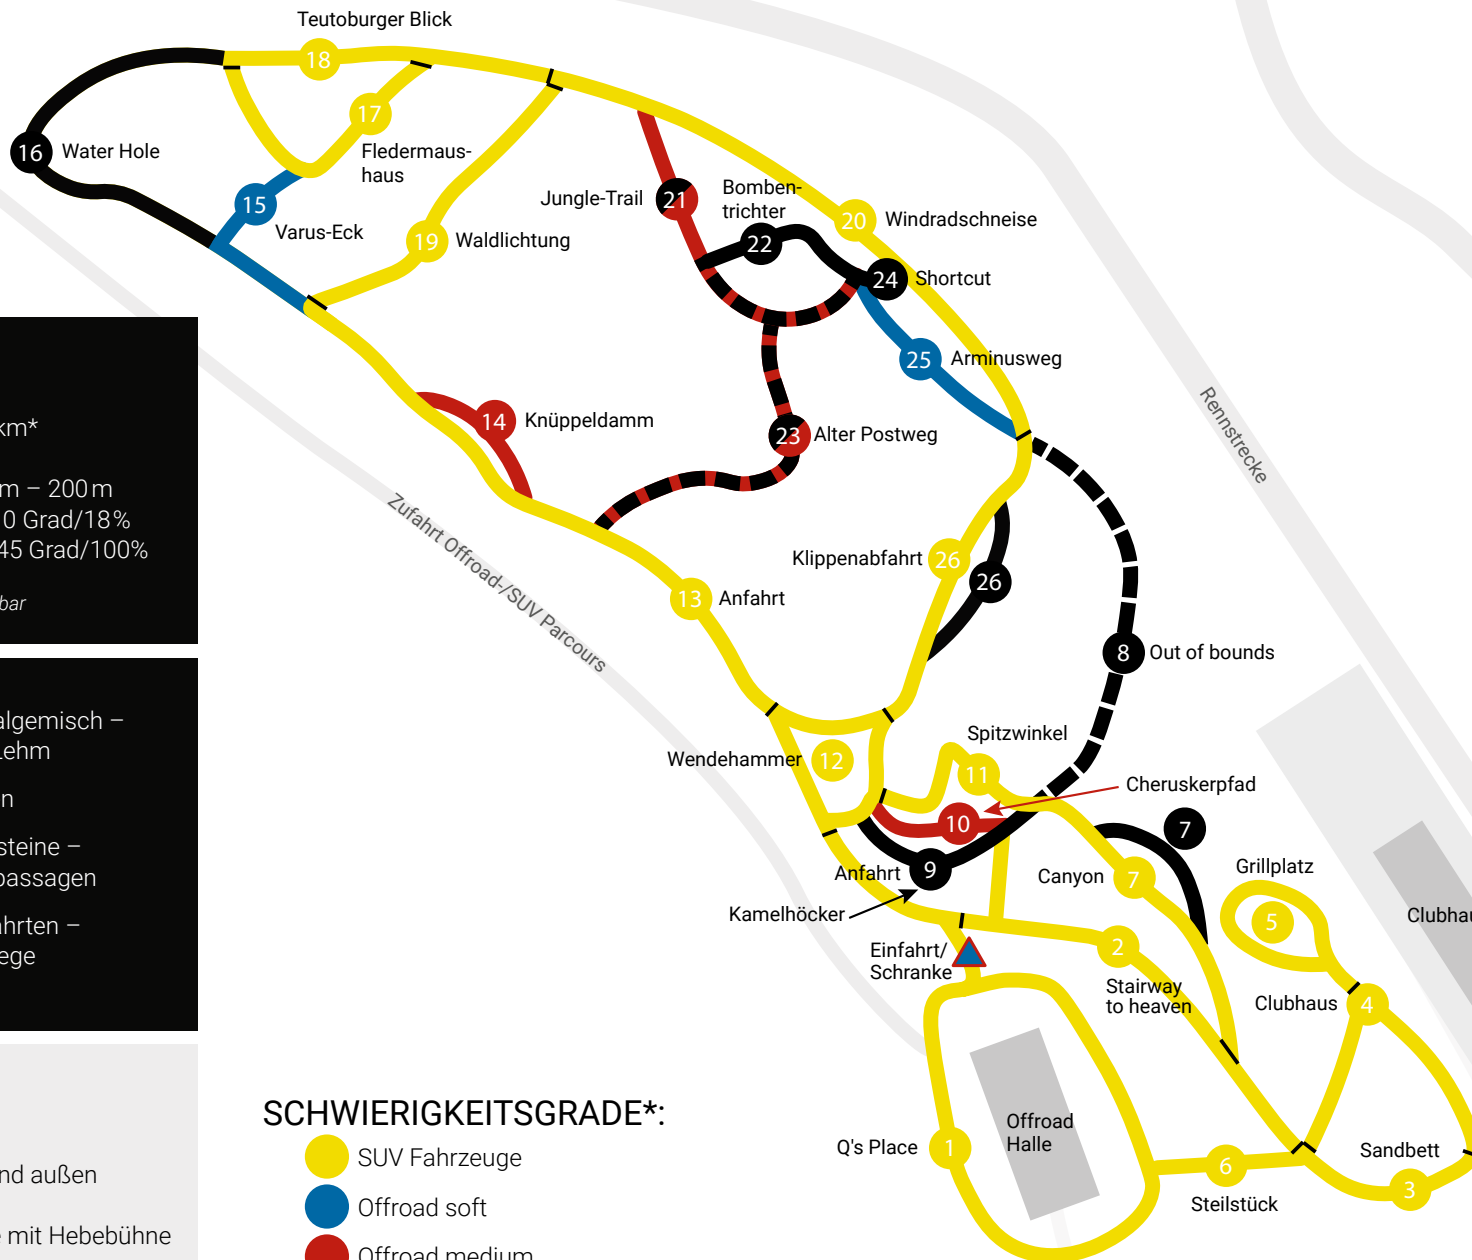 Teutoburger Blick
18
17
16
Water Hole
Fledermaus-
haus
15
Varus-Eck
19
Waldlichtung
Jungle-Trail
21
Bomben-
trichter
22
20
Windradschneise
24
Shortcut
25
Arminusweg
14
Knüppeldamm
23
Alter Postweg
Rennstrecke
Zufahrt Offroad-/SUV Parcours
Klippenabfahrt
26
26
13
Anfahrt
8
Out of bounds
Wendehammer
12
Spitzwinkel
11
Cheruskerpfad
10
7
Anfahrt
9
Canyon
7
Grillplatz
Kamelhöcker
5
Clubhau
Einfahrt/
Schranke
2
Stairway
to heaven
Clubhaus
4
Offroad
Halle
Q's Place
1
6
Steilstück
Sandbett
3
km*
m – 200 m
0 Grad/18%
45 Grad/100%
bar
algemisch –
Lehm
n
steine –
passagen
ahrten –
ege
nd außen
e mit Hebebühne
SCHWIERIGKEITSGRADE*:
SUV Fahrzeuge
Offroad soft
Offroad medium